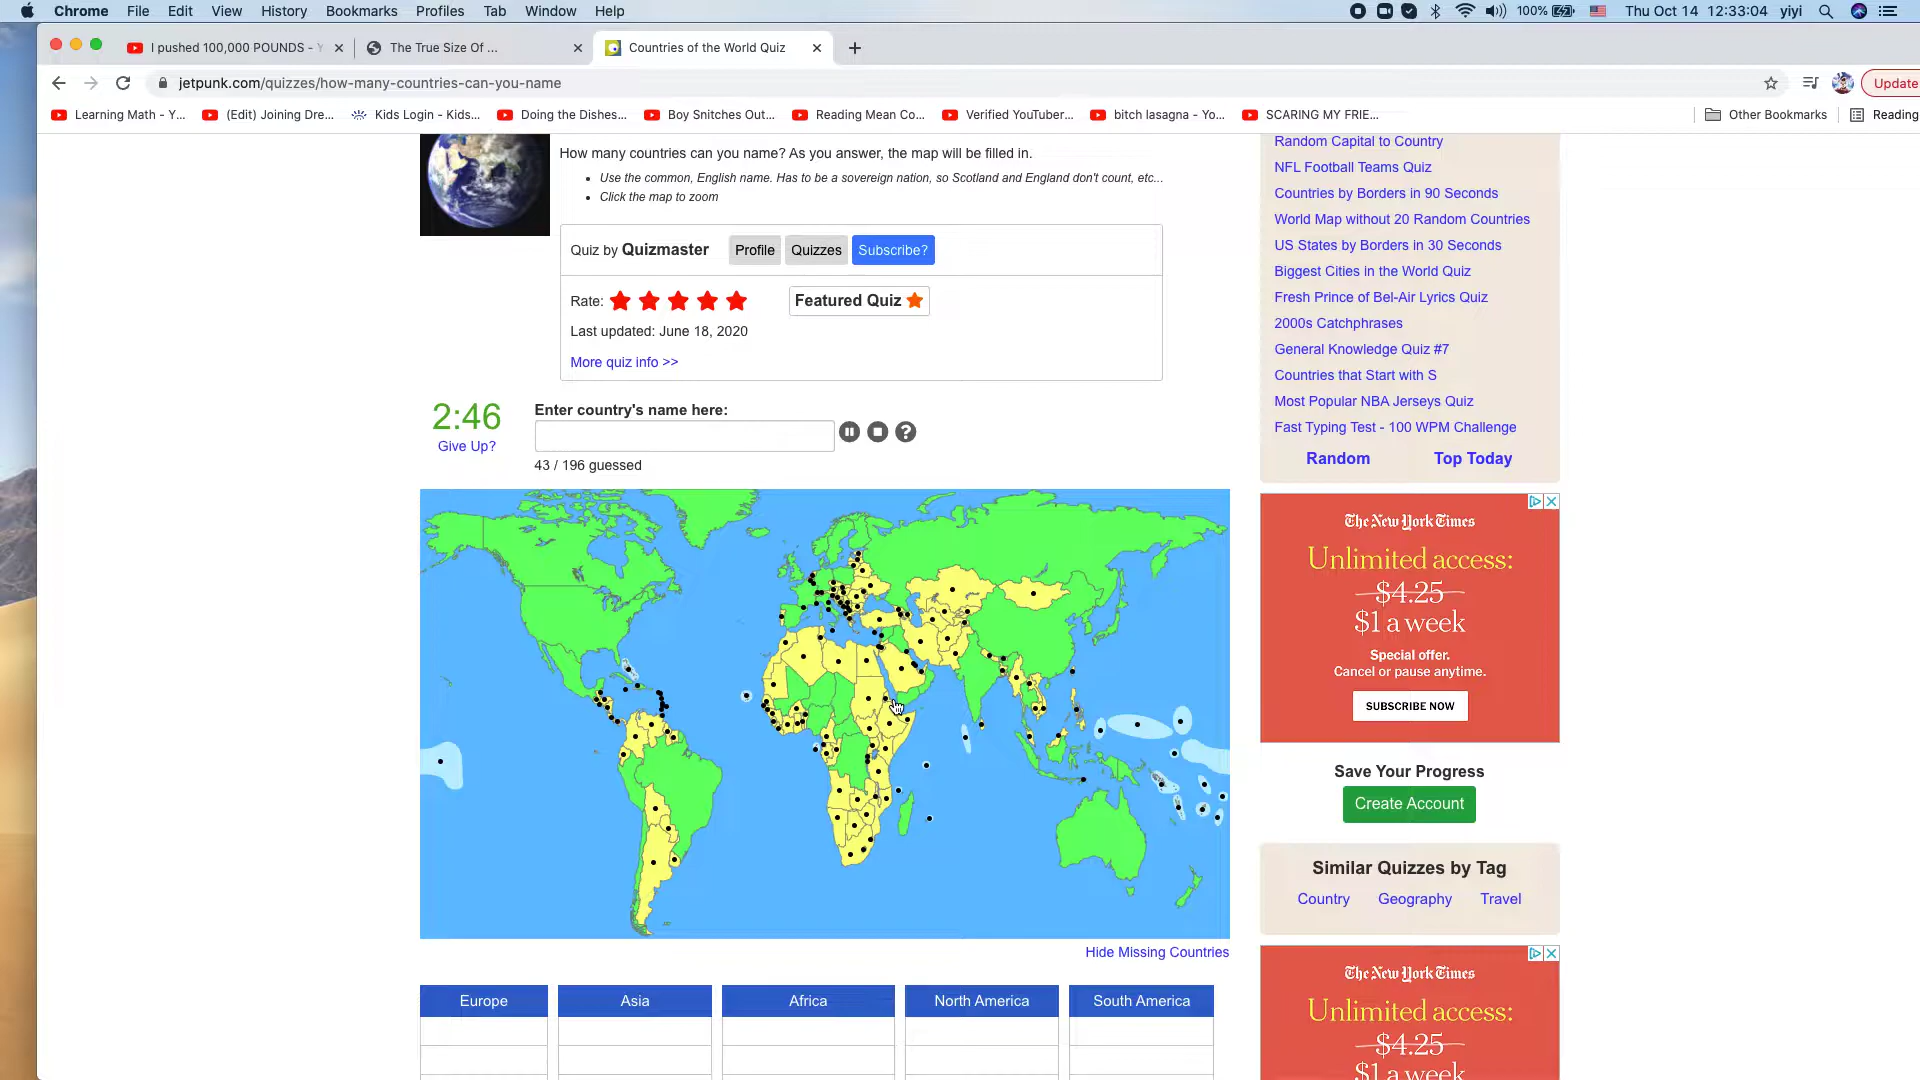 Chrome File Edit View History Bookmarks Profiles Tab Window Help 100% Thu Oct 14 12:33:04 yiyi
I pushed 100,000 POUNDS - Y
The True Size Of ...
Countries of the World Quiz
jetpunk.com/quizzes/how-many-countries-can-you-name
Update
Learning Math - Y... (Edit) Joining Dre... Kids Login - Kids... Doing the Dishes... Boy Snitches Out... Reading Mean Co... Verified YouTuber... bitch lasagna - Yo... SCARING MY FRIE... Other Bookmarks Reading
How many countries can you name? As you answer, the map will be filled in.
Use the common, English name. Has to be a sovereign nation, so Scotland and England don't count, etc...
Click the map to zoom
Quiz by Quizmaster Profile Quizzes Subscribe?
Rate: Featured Quiz
Last updated: June 18, 2020
More quiz info >>
2:46
Give Up?
Enter country's name here:
43 / 196 guessed
Hide Missing Countries
Europe Asia Africa North America South America
Random Capital to Country
NFL Football Teams Quiz
Countries by Borders in 90 Seconds
World Map without 20 Random Countries
US States by Borders in 30 Seconds
Biggest Cities in the World Quiz
Fresh Prince of Bel-Air Lyrics Quiz
2000s Catchphrases
General Knowledge Quiz #7
Countries that Start with S
Most Popular NBA Jerseys Quiz
Fast Typing Test - 100 WPM Challenge
Random Top Today
The New York Times
Unlimited access:
$4.25
$1 a week
Special offer.
Cancel or pause anytime.
SUBSCRIBE NOW
Save Your Progress
Create Account
Similar Quizzes by Tag
Country Geography Travel
The New York Times
Unlimited access:
$4.25
$1 a week